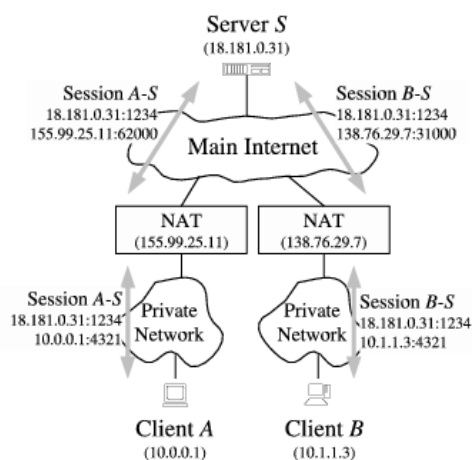 Server S
(18.181.0.31)
Session A-S
18.181.0.31:1234
155.99.25.11:62000
Session B-S
18.181.0.31:1234
138.76.29.7:31000
Main Internet
NAT
(155.99.25.11)
NAT
(138.76.29.7)
Session A-S
18.181.0.31:1234
10.0.0.1:4321
Private
Network
Private
Network
Session B-S
18.181.0.31:1234
10.1.1.3:4321
Client A
(10.0.0.1)
Client B
(10.1.1.3)